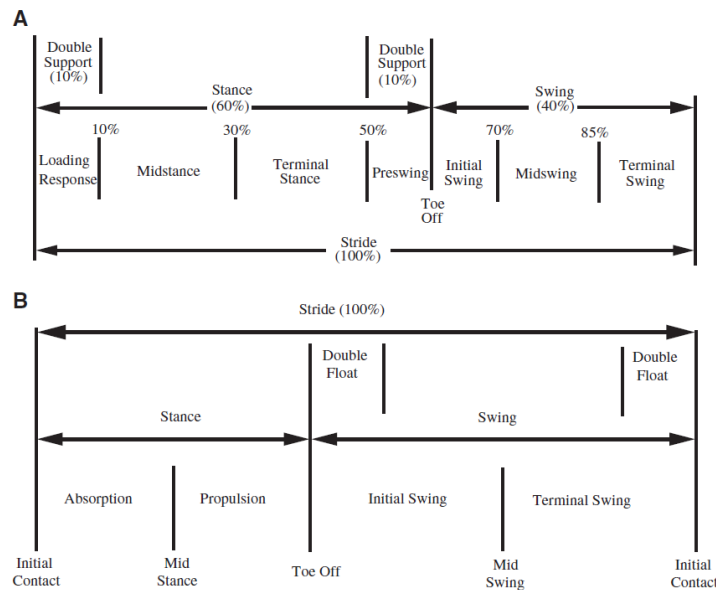 A
Double
Support
(10%)
Double
Support
(10%)
Stance
(60%)
Swing
(40%)
10%
30%
50%
70%
85%
Loading
Response
Midstance
Terminal
Stance
Preswing
Initial
Swing
Midswing
Terminal
Swing
Toe
Off
Stride
(100%)
B
Stride (100%)
Double
Float
Double
Float
Stance
Swing
Absorption
Propulsion
Initial Swing
Terminal Swing
Initial
Contact
Mid
Stance
Toe Off
Mid
Swing
Initial
Contact